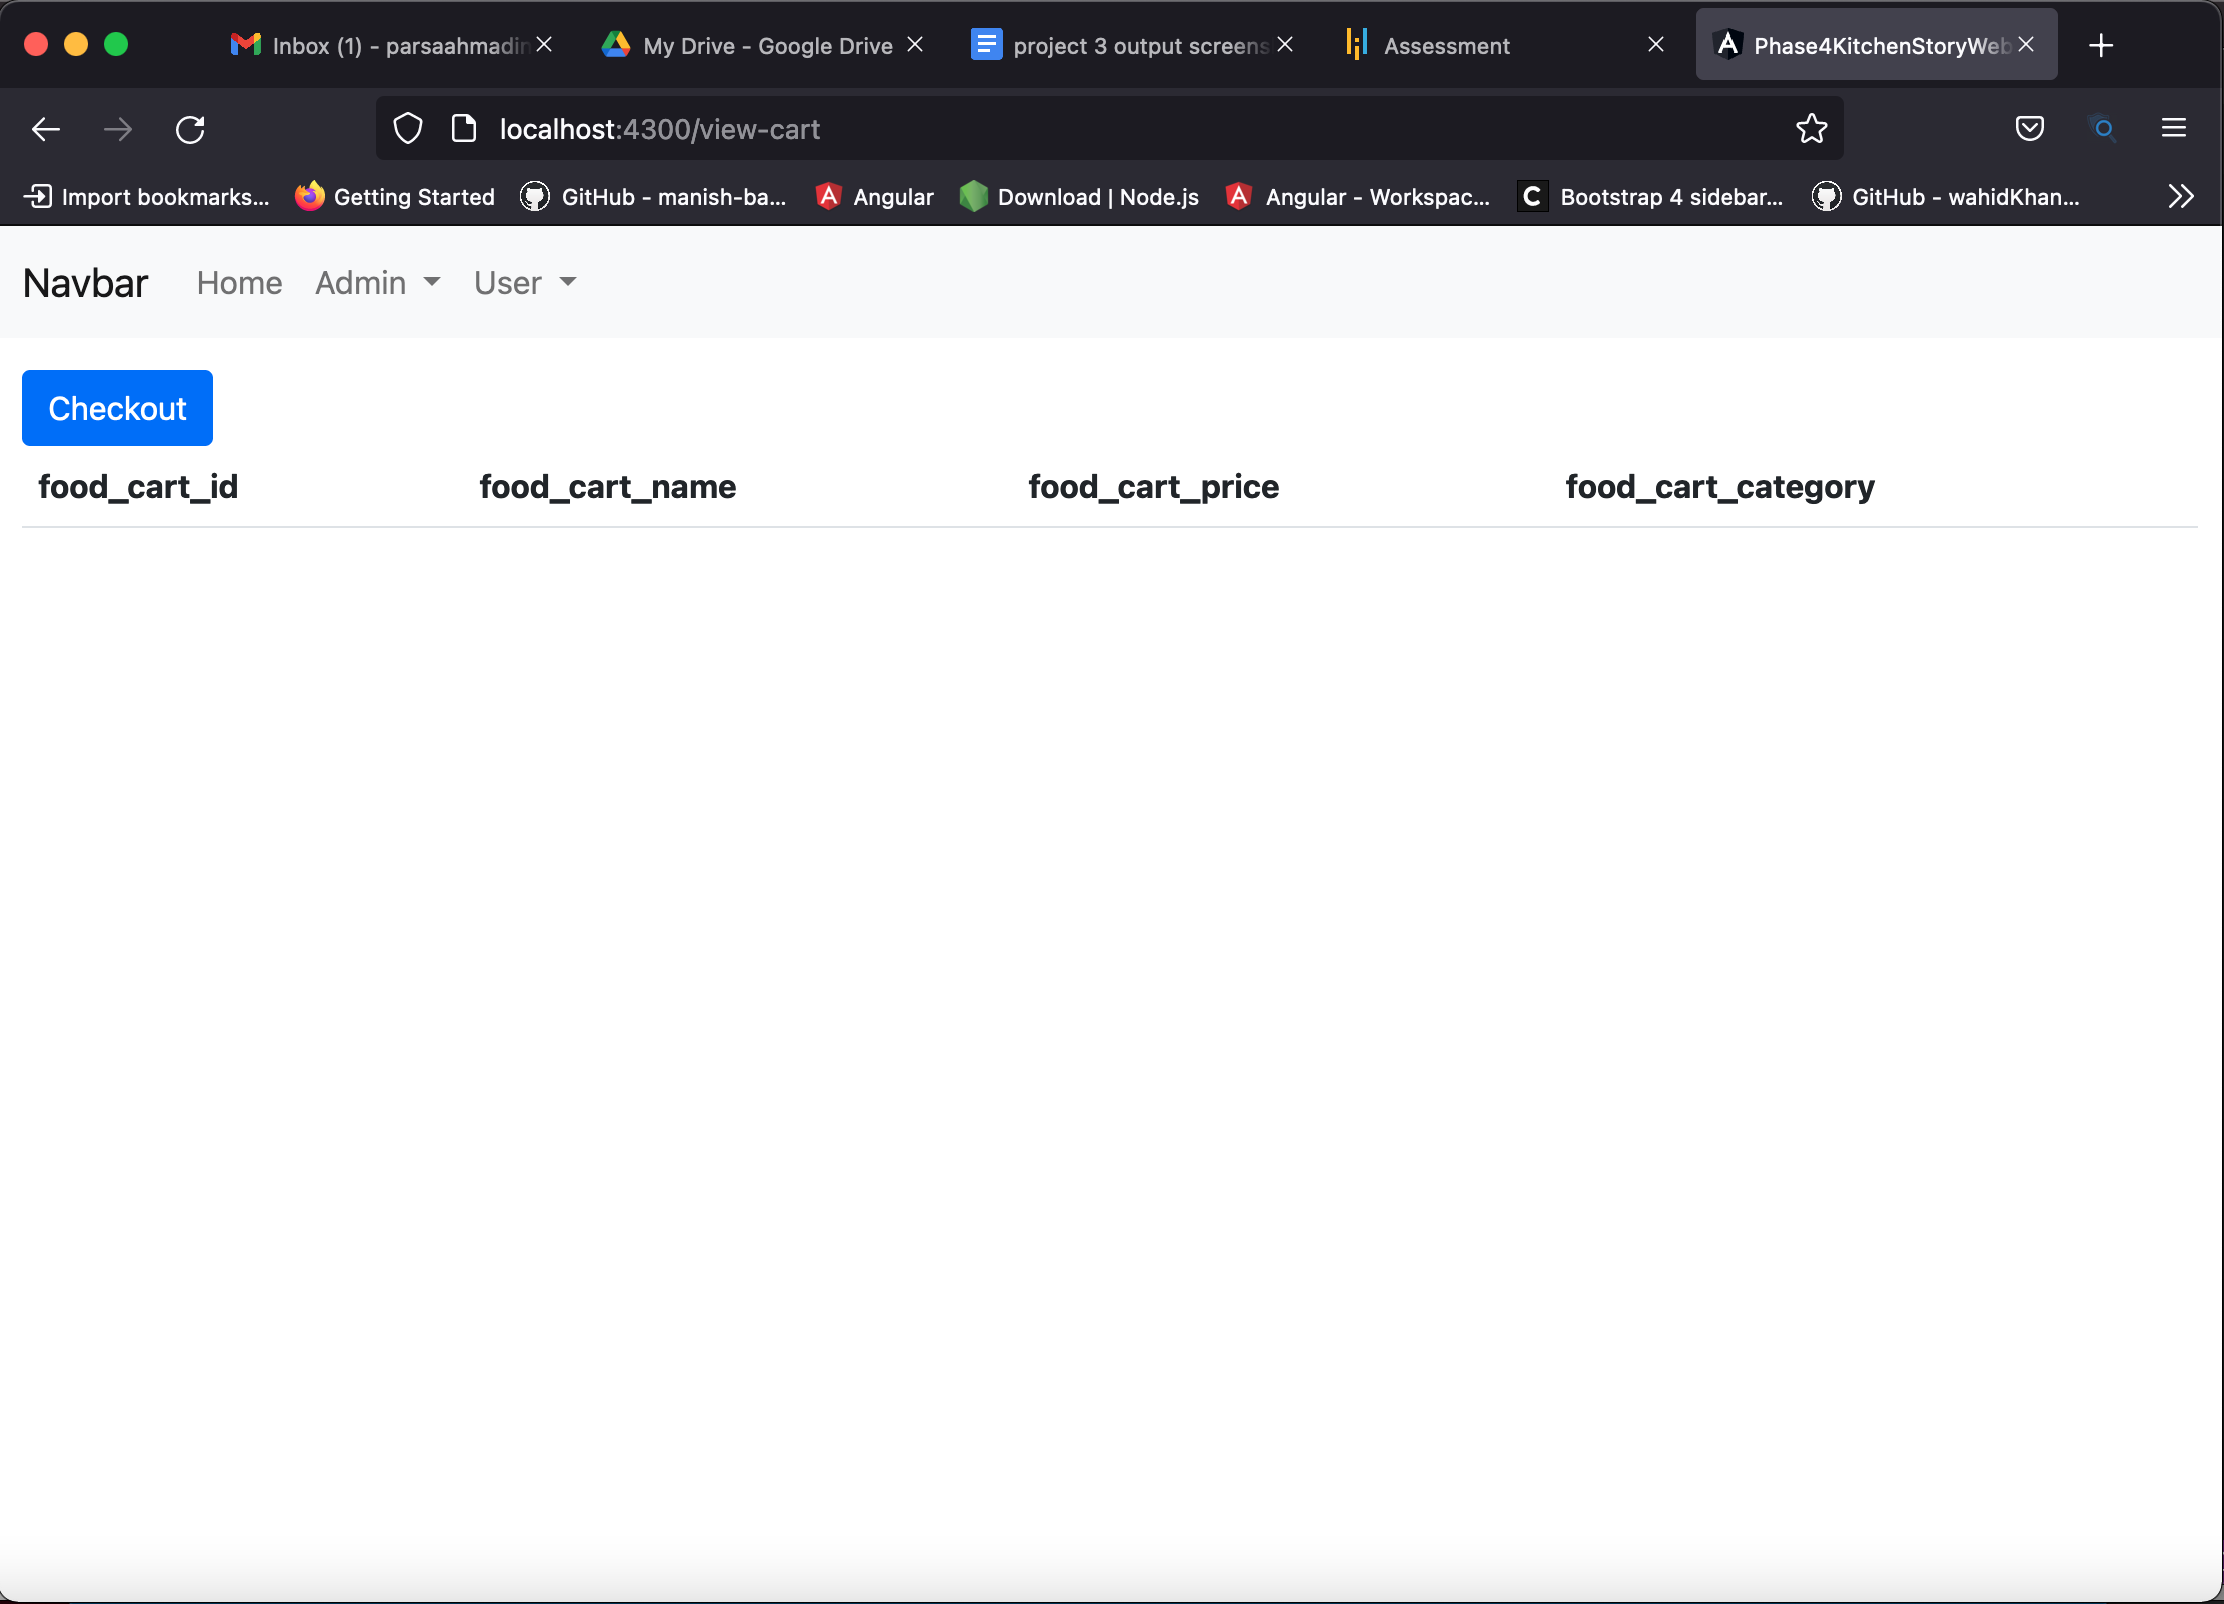 Inbox (1) - parsaahmadin
My Drive - Google Drive
project 3 output screens
Assessment
Phase4KitchenStoryWeb
localhost:4300/view-cart
Import bookmarks...
Getting Started
GitHub - manish-ba...
Angular
Download | Node.js
Angular - Workspac...
C
Bootstrap 4 sidebar...
GitHub - wahidKhan...
Navbar
Home
Admin
User
Checkout
food_cart_id food_cart_name food_cart_price food_cart_category